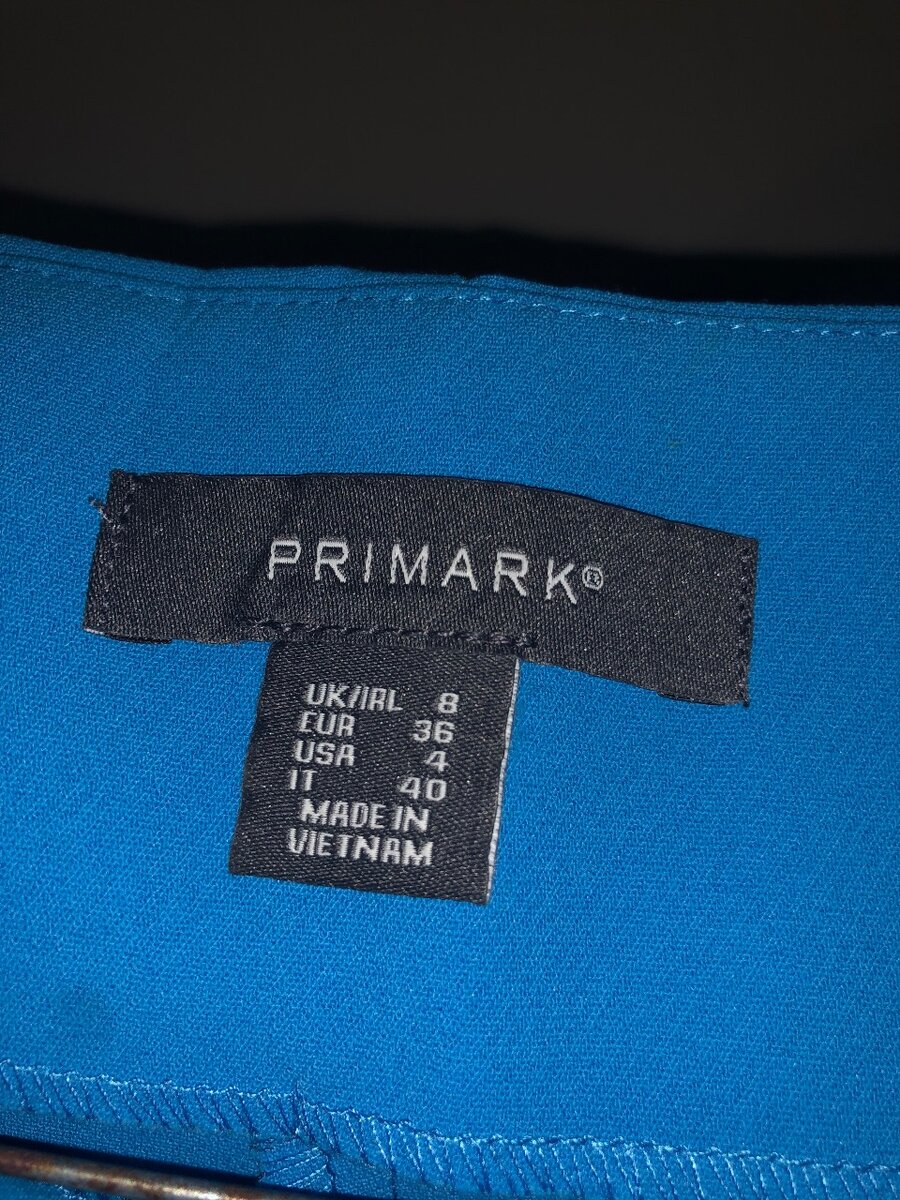 PRIMARK®
UK/IRL 8
EUR 36
USA 4
IT 40
MADE IN
VIETNAM